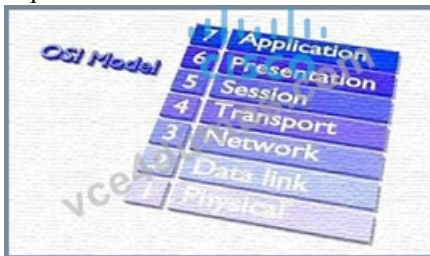 OSI Model
7 Application
6 Presentation
5 Session
4 Transport
3 Network
Data link
1 Physical